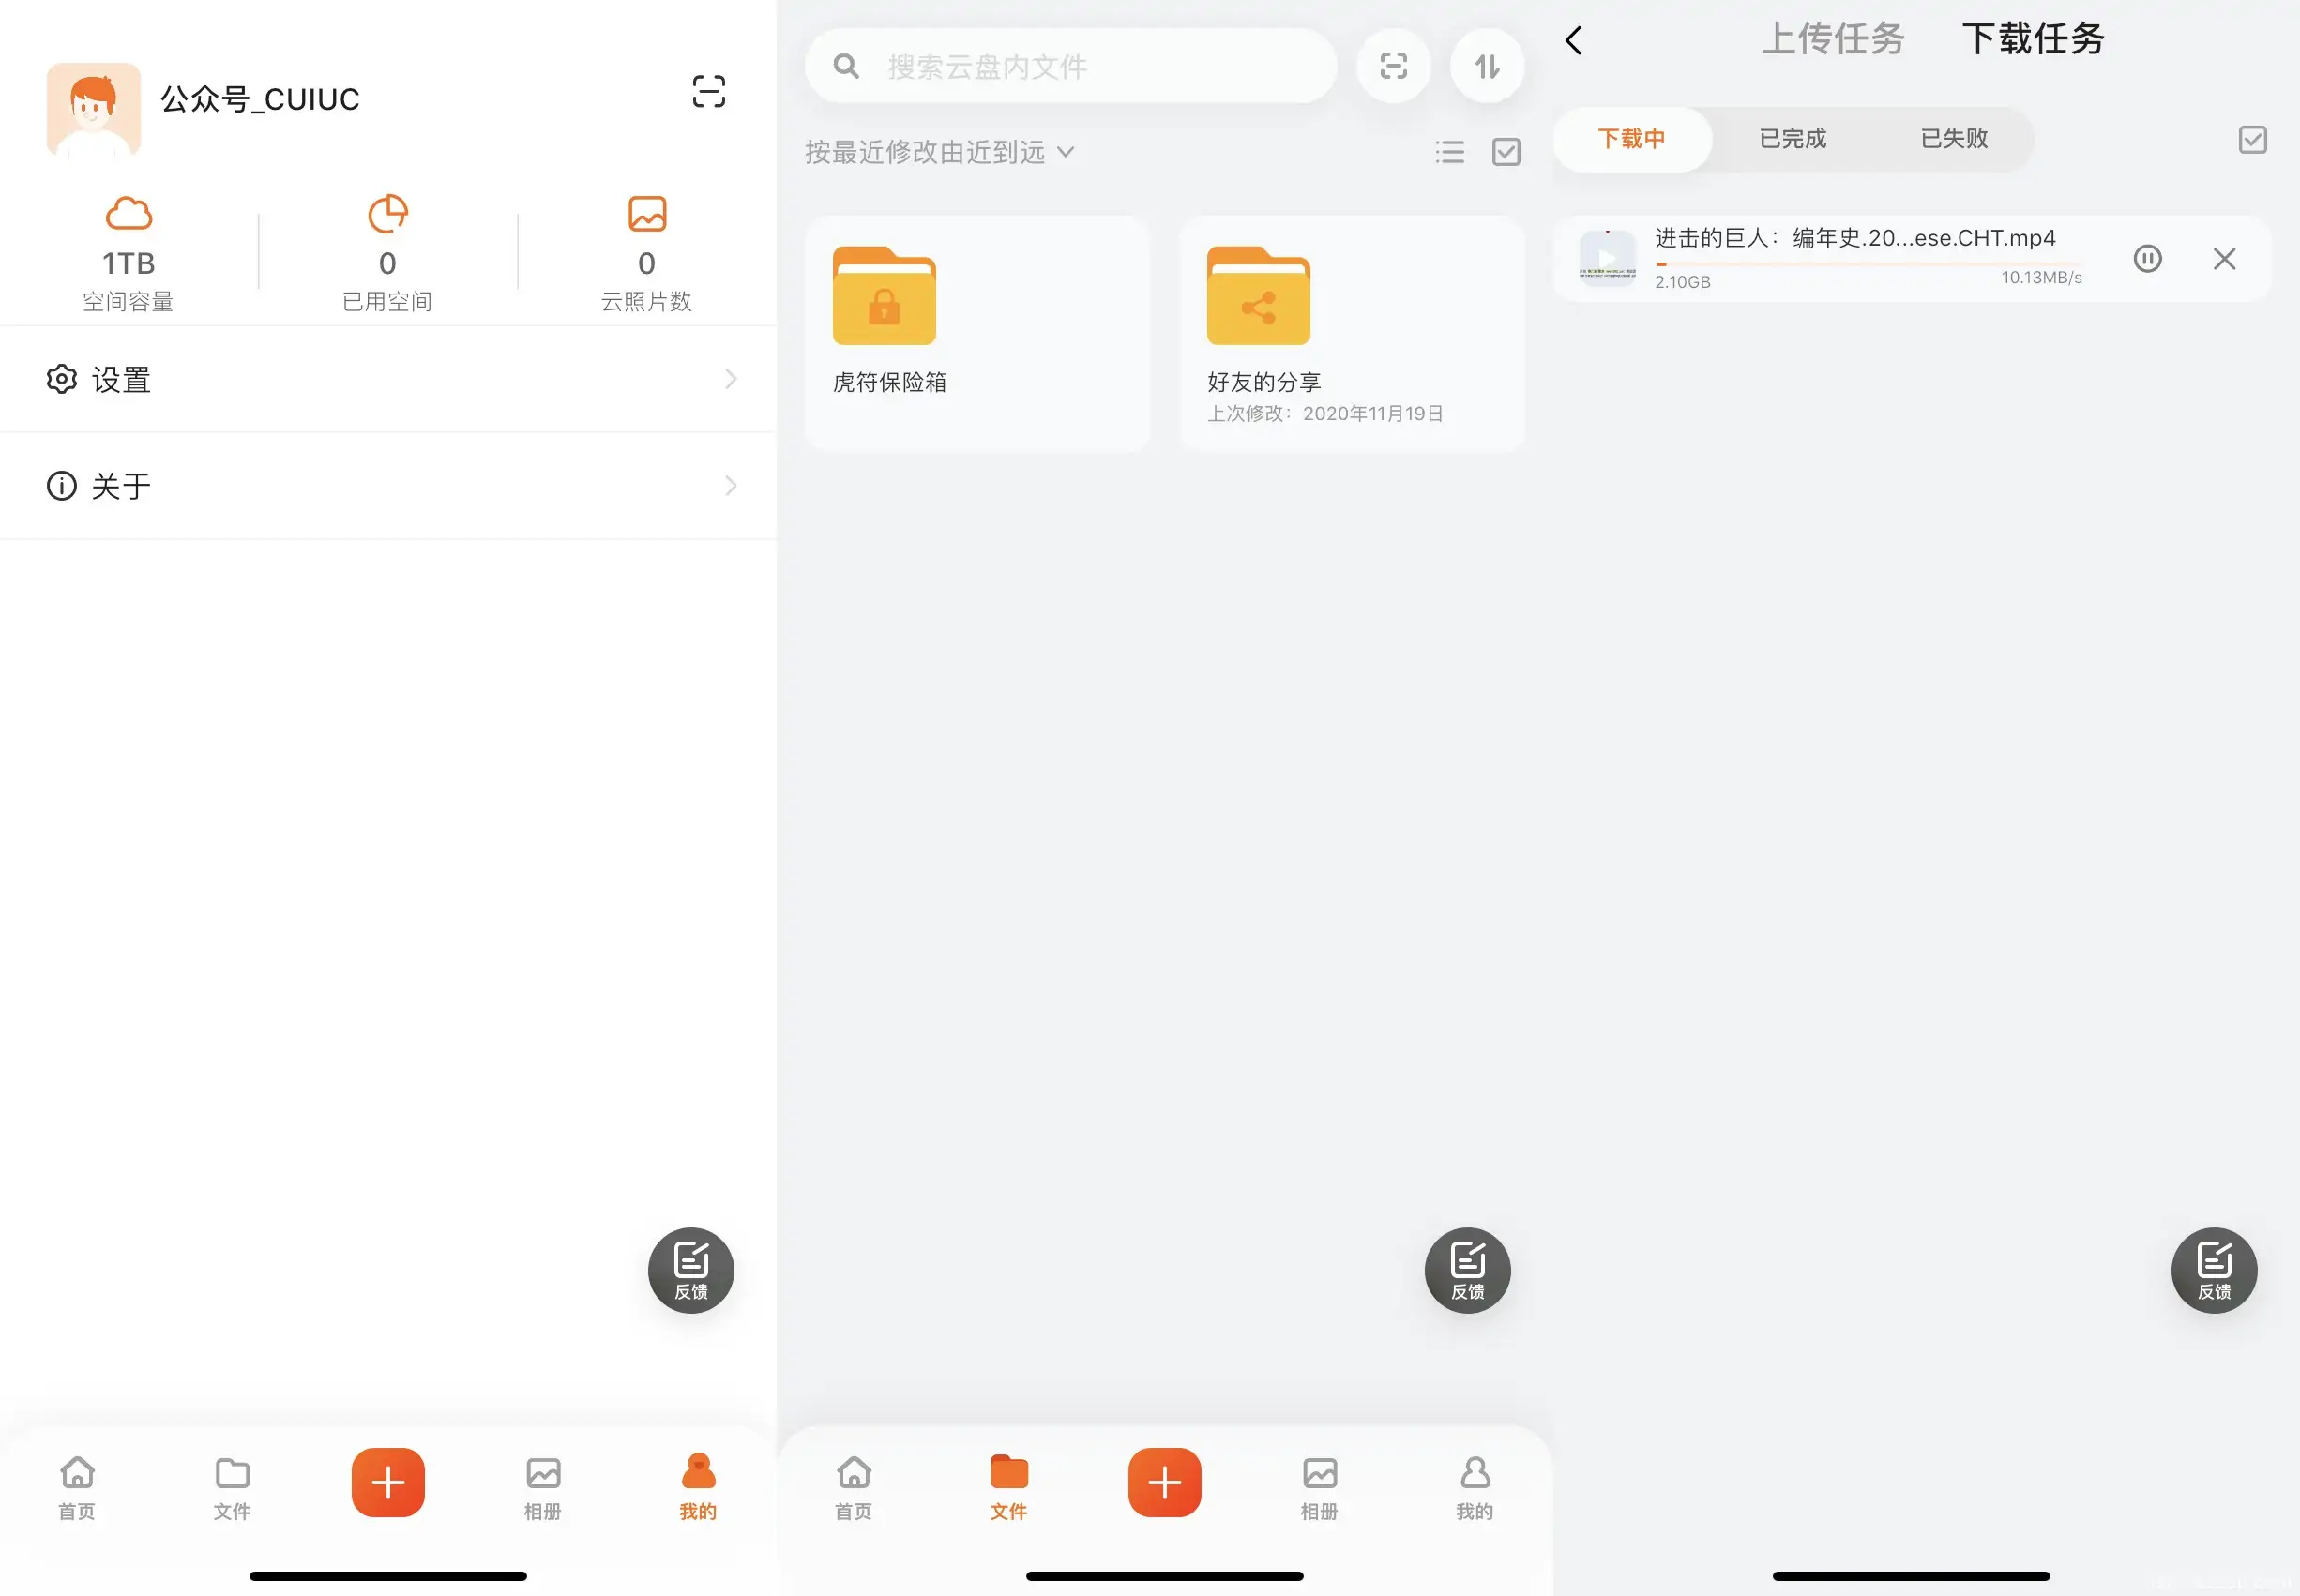 公众号_CUIUC
1TB
空间容量
0
已用空间
0
云照片数
设置
关于
反馈
首页
文件
相册
我的
搜索云盘内文件
按最近修改由近到远
虎符保险箱
好友的分享
上次修改：2020年11月19日
反馈
首页
文件
相册
我的
上传任务
下载任务
下载中
已完成
已失败
进击的巨人：编年史.20...ese.CHT.mp4
2.10GB
10.13MB/s
反馈